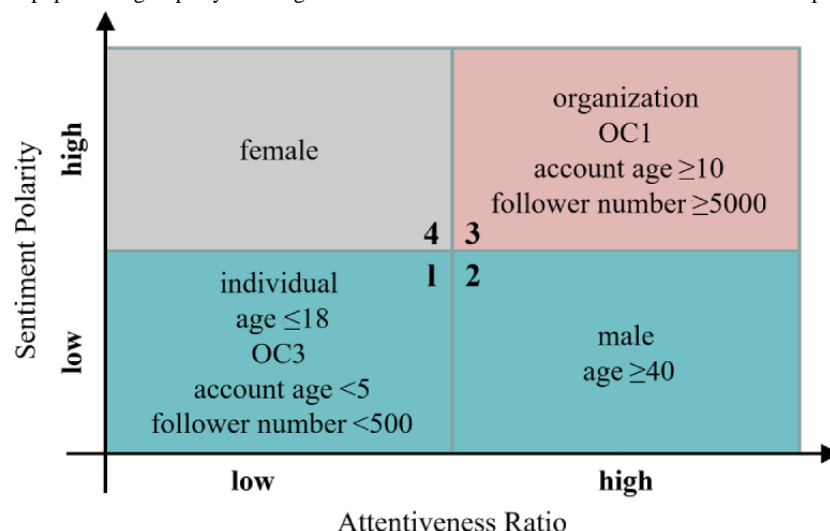 Sentiment Polarity
high
low
female
4
organization
OC1
account age ≥10
follower number ≥5000
3
1
individual
age ≤18
OC3
account age <5
follower number <500
2
male
age ≥40
low
high
Attentiveness Ratio